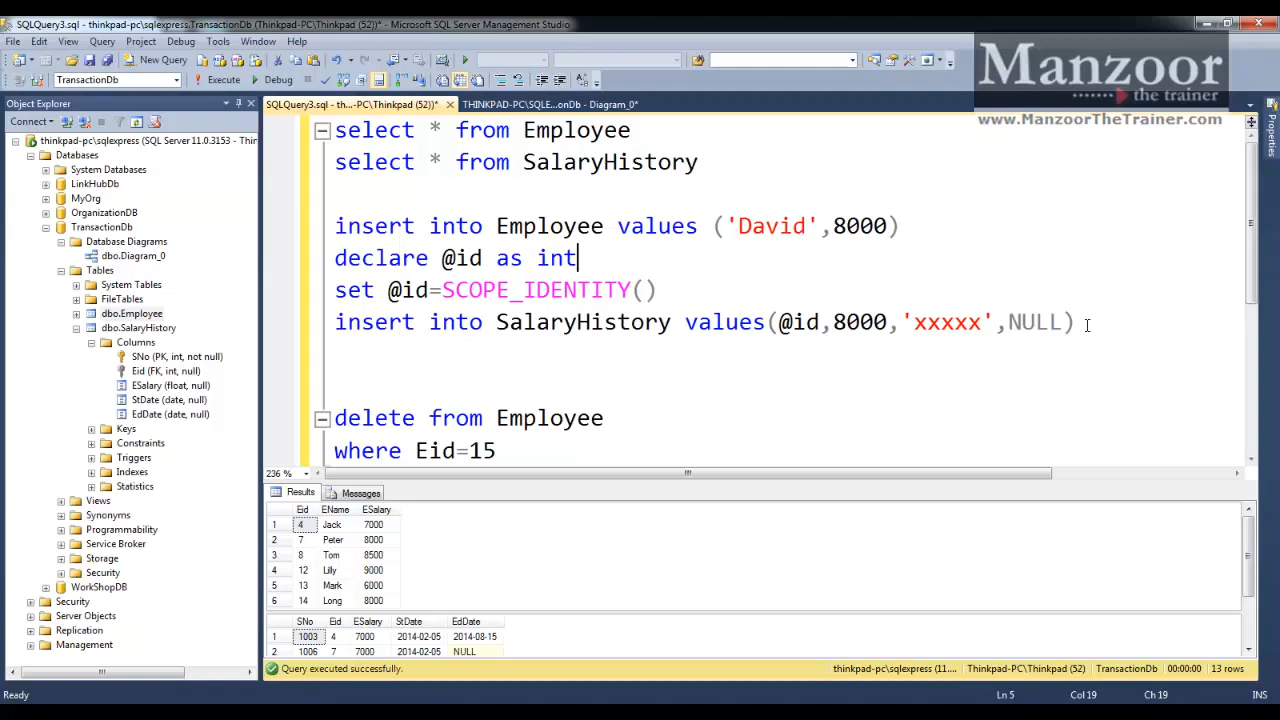 SQLQuery3.sql - thinkpad-pc\sqlexpress.TransactionDb (Thinkpad-PC\Thinkpad (52))* - Microsoft SQL Server Management Studio
File Edit View Query Project Debug Tools Window Help
New Query
TransactionDb Execute Debug
Manzoor
the trainer
www.ManzoorTheTrainer.com
Object Explorer
Connect
thinkpad-pc\sqlexpress (SQL Server 11.0.3153 - Thin
Databases
System Databases
LinkHubDb
MyOrg
OrganizationDB
TransactionDb
Database Diagrams
dbo.Diagram_0
Tables
System Tables
FileTables
dbo.Employee
dbo.SalaryHistory
Columns
SNo (PK, int, not null)
Eid (FK, int, null)
ESalary (float, null)
StDate (date, null)
EdDate (date, null)
Keys
Constraints
Triggers
Indexes
Statistics
Views
Synonyms
Programmability
Service Broker
Storage
Security
WorkShopDB
Security
Server Objects
Replication
Management
SQLQuery3.sql - th...-PC\Thinkpad (52))* THINKPAD-PC\SQLE...onDb - Diagram_0*
Properties
select * from Employee
select * from SalaryHistory
insert into Employee values ('David',8000)
declare @id as int
set @id=SCOPE_IDENTITY()
insert into SalaryHistory values(@id,8000,'xxxxx',NULL)
delete from Employee
where Eid=15
236 %
Results Messages
Eid EName ESalary
1 4 Jack 7000
2 7 Peter 8000
3 8 Tom 8500
4 12 Lilly 9000
5 13 Mark 6000
6 14 Long 8000
SNo Eid ESalary StDate EdDate
1 1003 4 7000 2014-02-05 2014-08-15
2 1006 7 7000 2014-02-05 NULL
Query executed successfully. thinkpad-pc\sqlexpress (11.... Thinkpad-PC\Thinkpad (52) TransactionDb 00:00:00 13 rows
Ready Ln 5 Col 19 Ch 19 INS